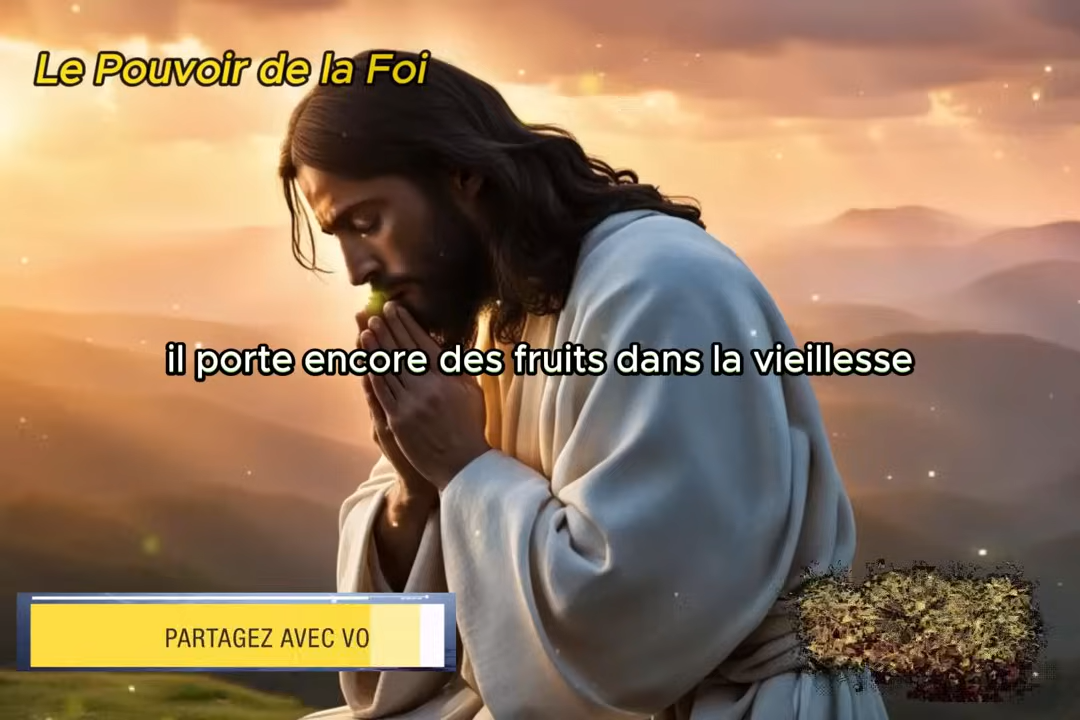 Le Pouvoir de la Foi
il porte encore des fruits dans la vieillesse
PARTAGEZ AVEC VO